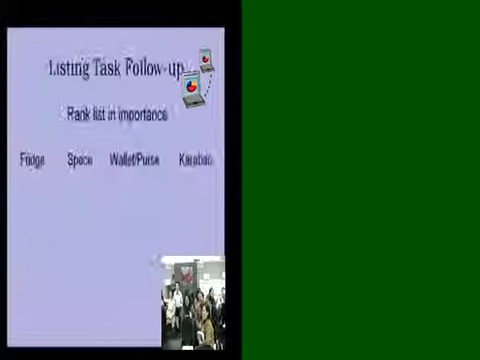 Listing Task Follow-up
Rank list in importance
Fridge Space Wallet/Purse Karabao